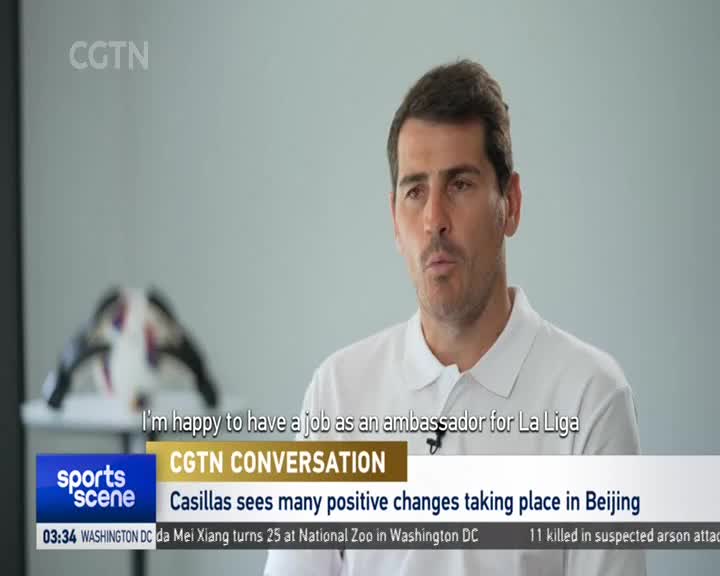 CGTN
I'm happy to have a job as an ambassador for La Liga
CGTN CONVERSATION
sports
scene
Casillas sees many positive changes taking place in Beijing
03:34 WASHINGTON DC
da Mei Xiang turns 25 at National Zoo in Washington DC
11 killed in suspected arson attac